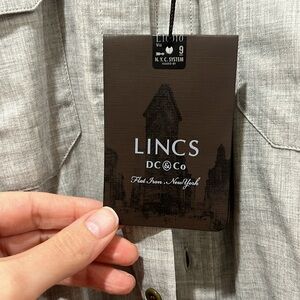 9
N.Y.C. SYSTEM
LINCS
DC&Co
Flat Iron. New York